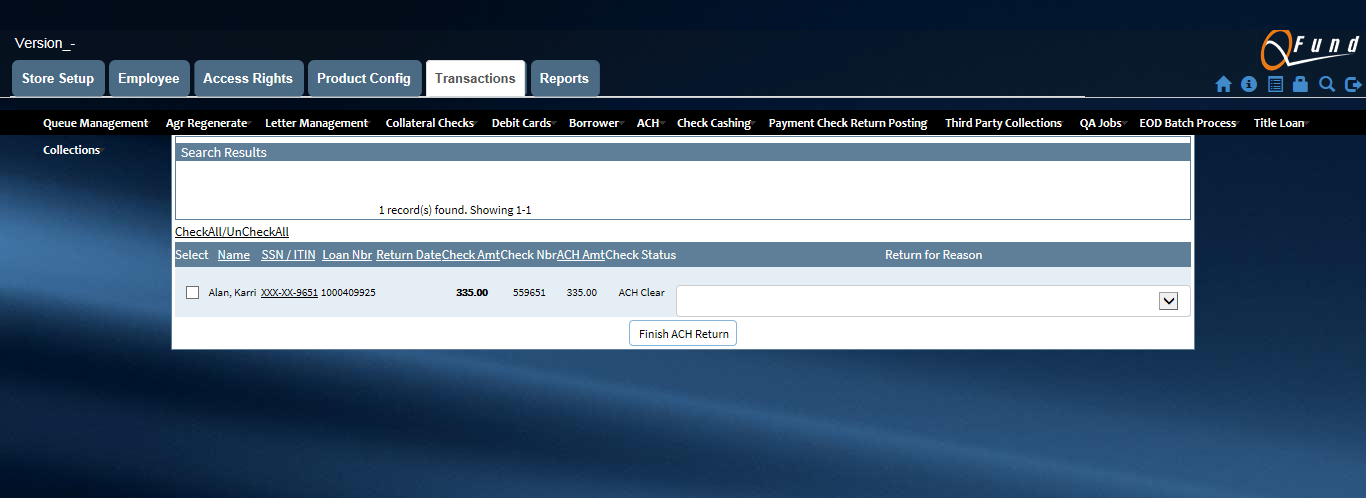 Version_-
QFund
Store Setup Employee Access Rights Product Config Transactions Reports
Queue Management Agr Regenerate Letter Management Collateral Checks Debit Cards Borrower ACH Check Cashing Payment Check Return Posting Third Party Collections QA Jobs EOD Batch Process Title Loan
Collections
Search Results
1 record(s) found. Showing 1-1
CheckAll/UnCheckAll
Select Name SSN / ITIN Loan Nbr Return Date Check Amt Check Nbr ACH Amt Check Status Return for Reason
Alan, Karri XXX-XX-9651 1000409925 335.00 559651 335.00 ACH Clear
Finish ACH Return